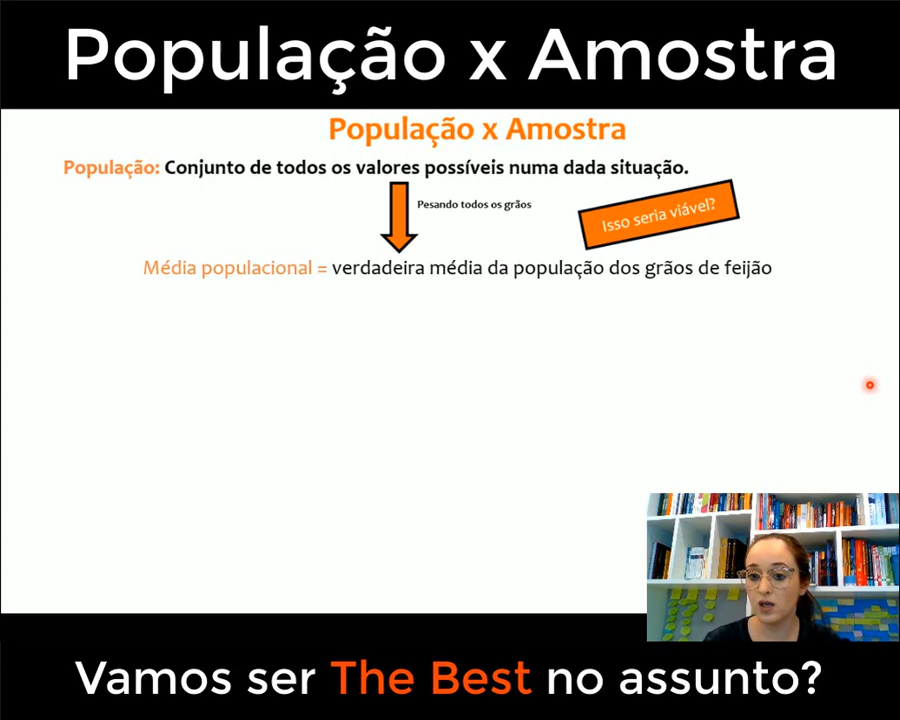 População x Amostra
População x Amostra
População: Conjunto de todos os valores possíveis numa dada situação.
Pesando todos os grãos
Isso seria viável?
Média populacional = verdadeira média da população dos grãos de feijão
Vamos ser The Best no assunto?